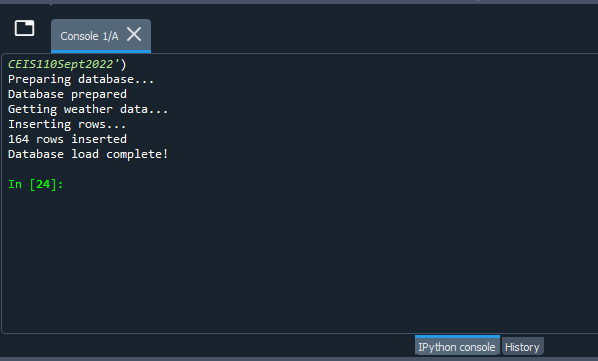 Console 1/A
CEIS110Sept2022')
Preparing database...
Database prepared
Getting weather data...
Inserting rows...
164 rows inserted
Database load complete!
In [24]:
IPython console
History